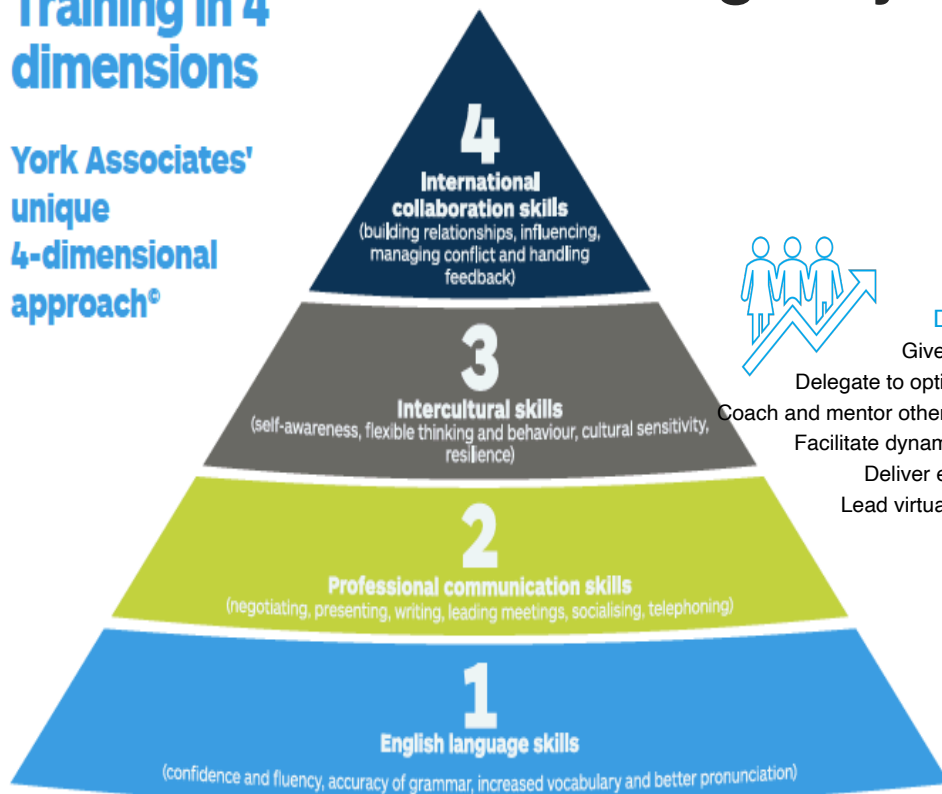 Training in 4
dimensions
York Associates'
unique
4-dimensional
approach©
4
International
collaboration skills
(building relationships, influencing,
managing conflict and handling
feedback)
3
Intercultural skills
(self-awareness, flexible thinking and behaviour, cultural sensitivity,
resilience)
2
Professional communication skills
(negotiating, presenting, writing, leading meetings, socialising, telephoning)
1
English language skills
(confidence and fluency, accuracy of grammar, increased vocabulary and better pronunciation)
Give
Delegate to
Coach and mentor
Facilitate
Deliver
Lead